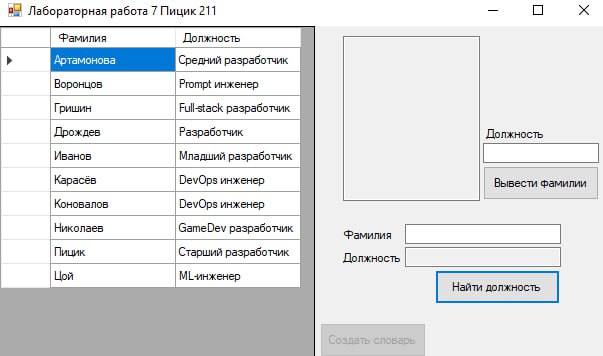 Лабораторная работа 7 Пицик 211
Фамилия Должность
Артамонова Средний разработчик
Воронцов Prompt инженер
Гришин Full-stack разработчик
Дрождев Разработчик
Иванов Младший разработчик
Карасёв DevOps инженер
Коновалов DevOps инженер
Николаев GameDev разработчик
Пицик Старший разработчик
Цой ML-инженер
Должность
Вывести фамилии
Фамилия
Должность
Найти должность
Создать словарь